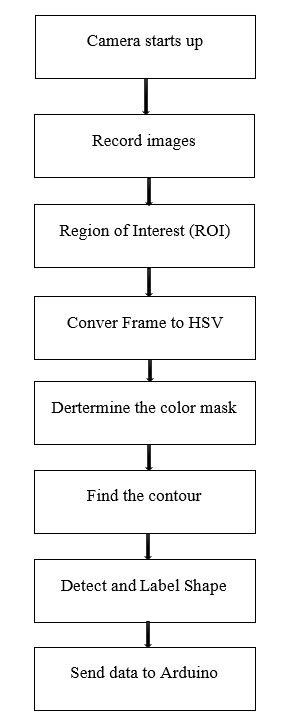 Camera starts up
Record images
Region of Interest (ROI)
Conver Frame to HSV
Dertermine the color mask
Find the contour
Detect and Label Shape
Send data to Arduino